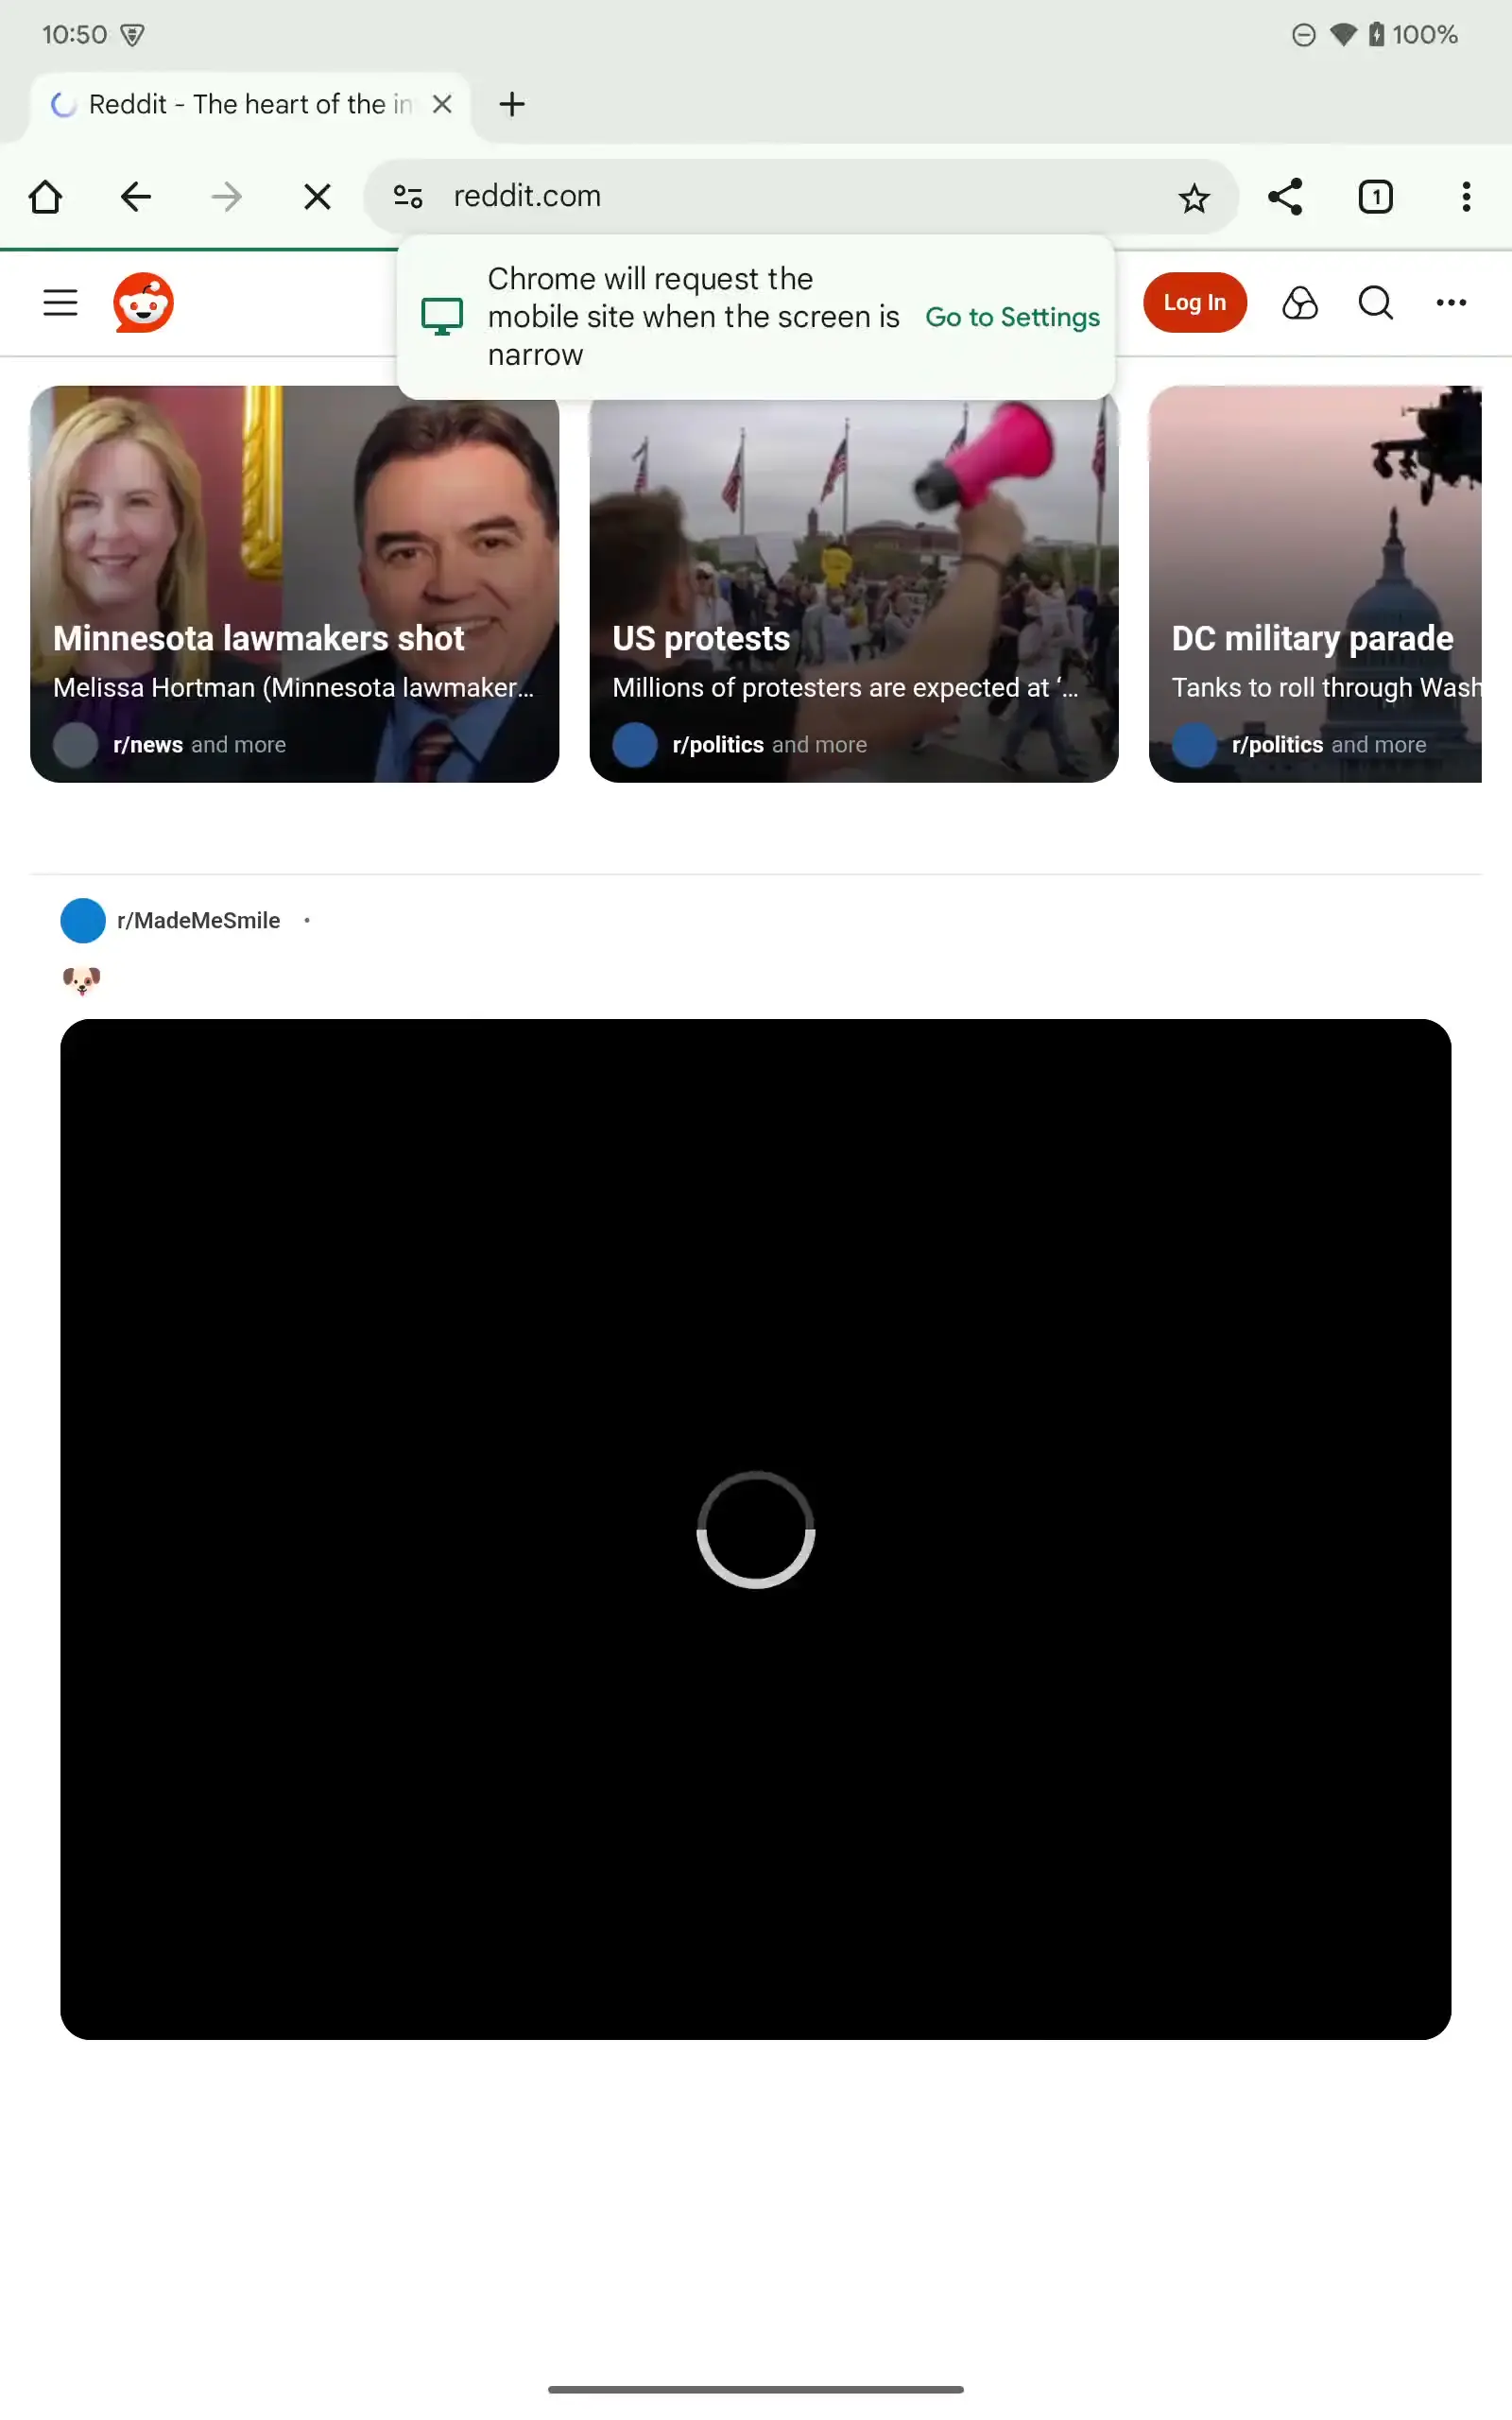 10:50
100%
Reddit - The heart of the in
reddit.com
1
Chrome will request the
mobile site when the screen is
narrow
Go to Settings
Log In
Minnesota lawmakers shot
Melissa Hortman (Minnesota lawmaker...
r/news and more
US protests
Millions of protesters are expected at ‘...
r/politics and more
DC military parade
Tanks to roll through Wash
r/politics and more
r/MadeMeSmile •
🐶